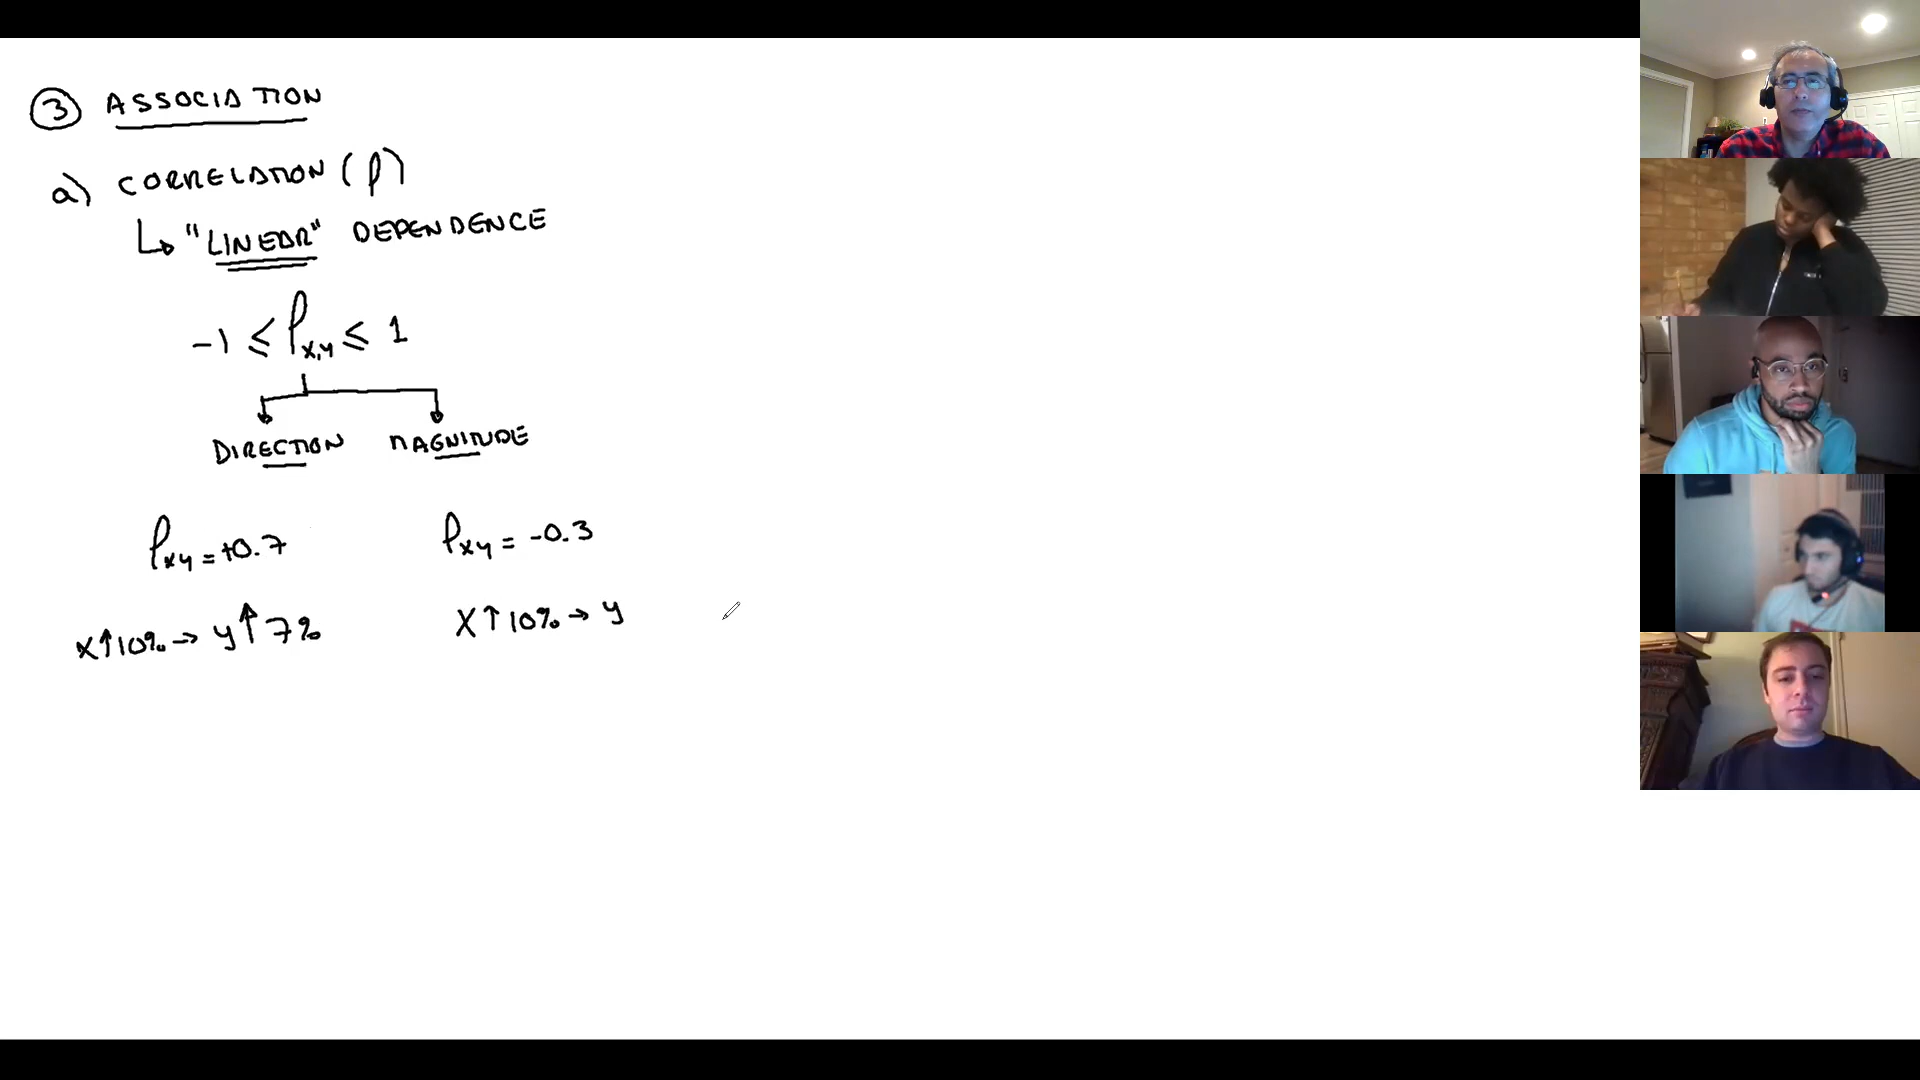 ③ ASSOCIATION
a) CORRELATION (ρ)
↳ "LINEAR" DEPENDENCE
-1 ≤ ρx,y ≤ 1
DIRECTION MAGNITUDE
ρxy = +0.7 ρxy = -0.3
x↑10% → y↑7% X↑10% → y